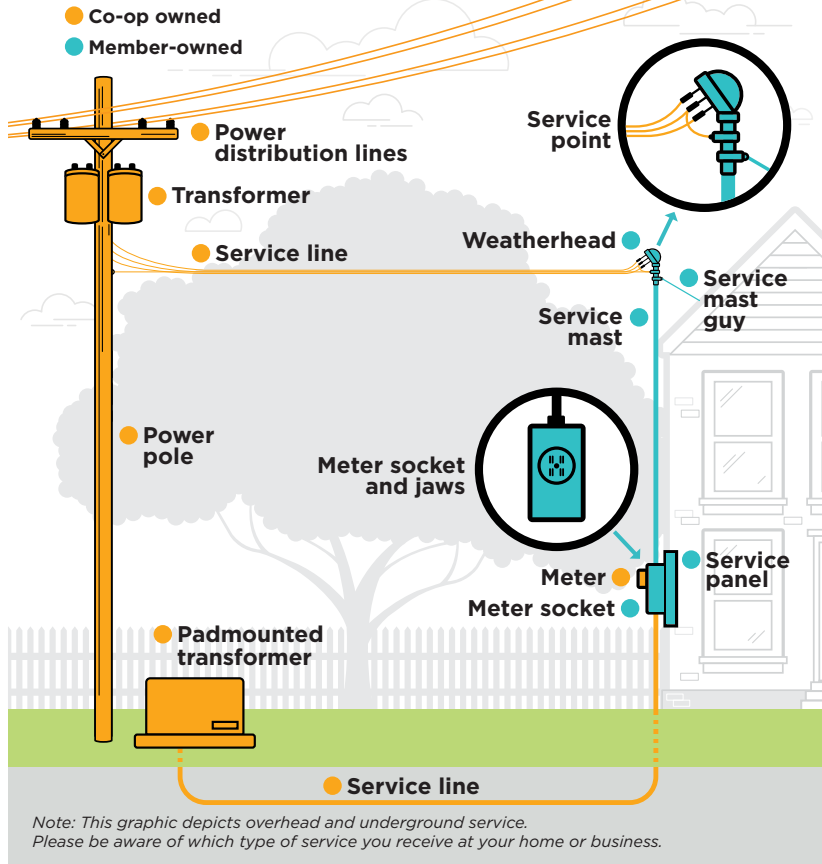 Co-op owned
Member-owned
Power
distribution lines
Service
point
Transformer
Service line
Weatherhead
Service
mast
guy
Service
mast
Power
pole
Meter socket
and jaws
Service
panel
Meter
Meter socket
Padmounted
transformer
Service line
Note: This graphic depicts overhead and underground service.
Please be aware of which type of service you receive at your home or business.